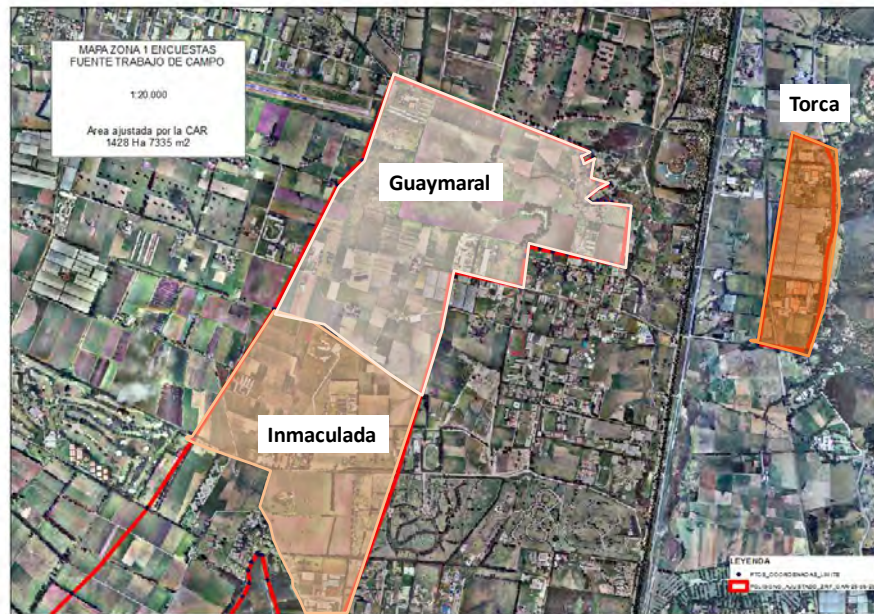 MAPA ZONA 1 ENCUESTAS
FUENTE TRABAJO DE CAMPO
1:20.000
Area ajustada por la CAR
1428 Ha 7335 m2
Torca
Guaymaral
Inmaculada
LEYENDA
PTOS_COORDENADAS_LIMITE